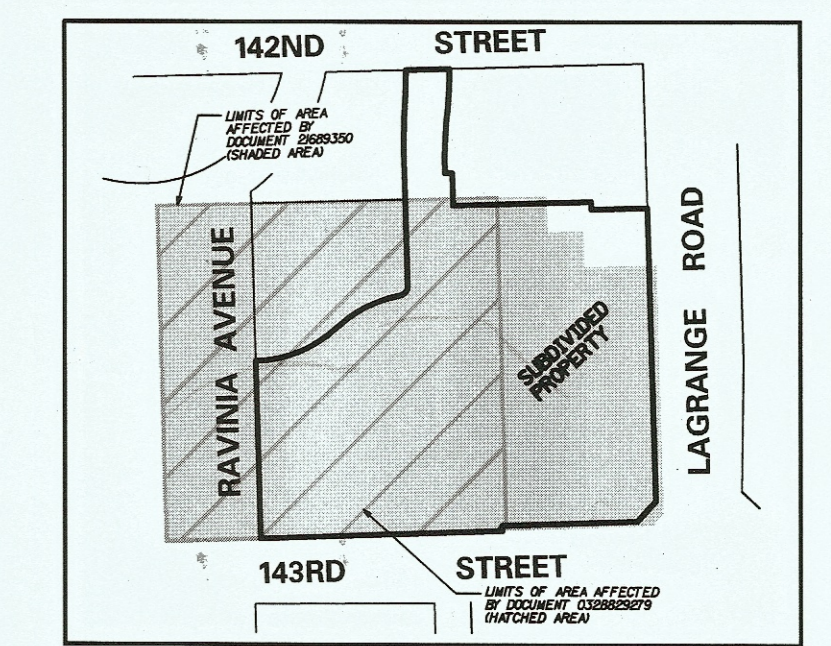 142ND STREET
LIMITS OF AREA
AFFECTED BY
DOCUMENT 21689350
(SHADED AREA)
RAVINIA AVENUE
SUBDIVIDED
PROPERTY
LAGRANGE ROAD
143RD STREET
LIMITS OF AREA AFFECTED
BY DOCUMENT 0328829279
(HATCHED AREA)